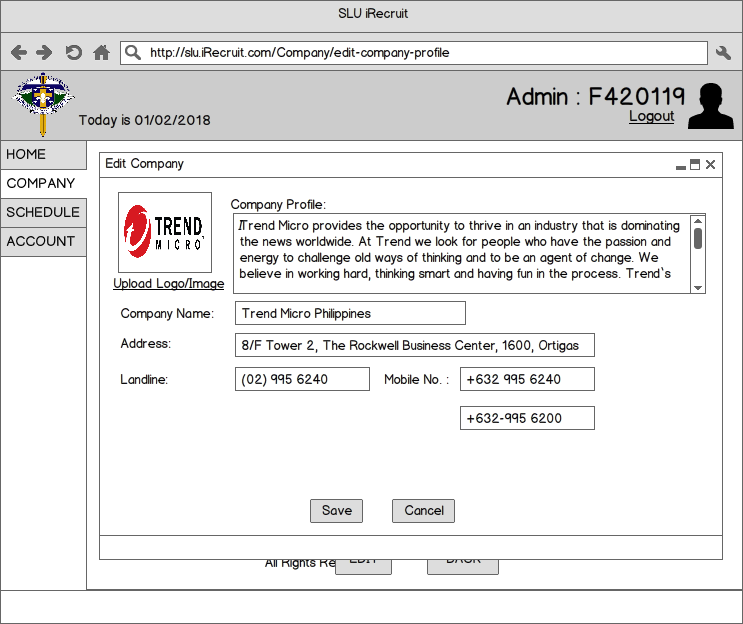 SLU iRecruit
http://slu.iRecruit.com/Company/edit-company-profile
Admin : F420119
Logout
Today is 01/02/2018
HOME
COMPANY
SCHEDULE
ACCOUNT
Edit Company
TREND
MICRO
Upload Logo/Image
Company Profile:
Trend Micro provides the opportunity to thrive in an industry that is dominating
the news worldwide. At Trend we look for people who have the passion and
energy to challenge old ways of thinking and to be an agent of change. We
believe in working hard, thinking smart and having fun in the process. Trend`s
Company Name: Trend Micro Philippines
Address: 8/F Tower 2, The Rockwell Business Center, 1600, Ortigas
Landline: (02) 995 6240 Mobile No. : +632 995 6240
+632-995 6200
Save Cancel
All Rights Re EDIT BACK